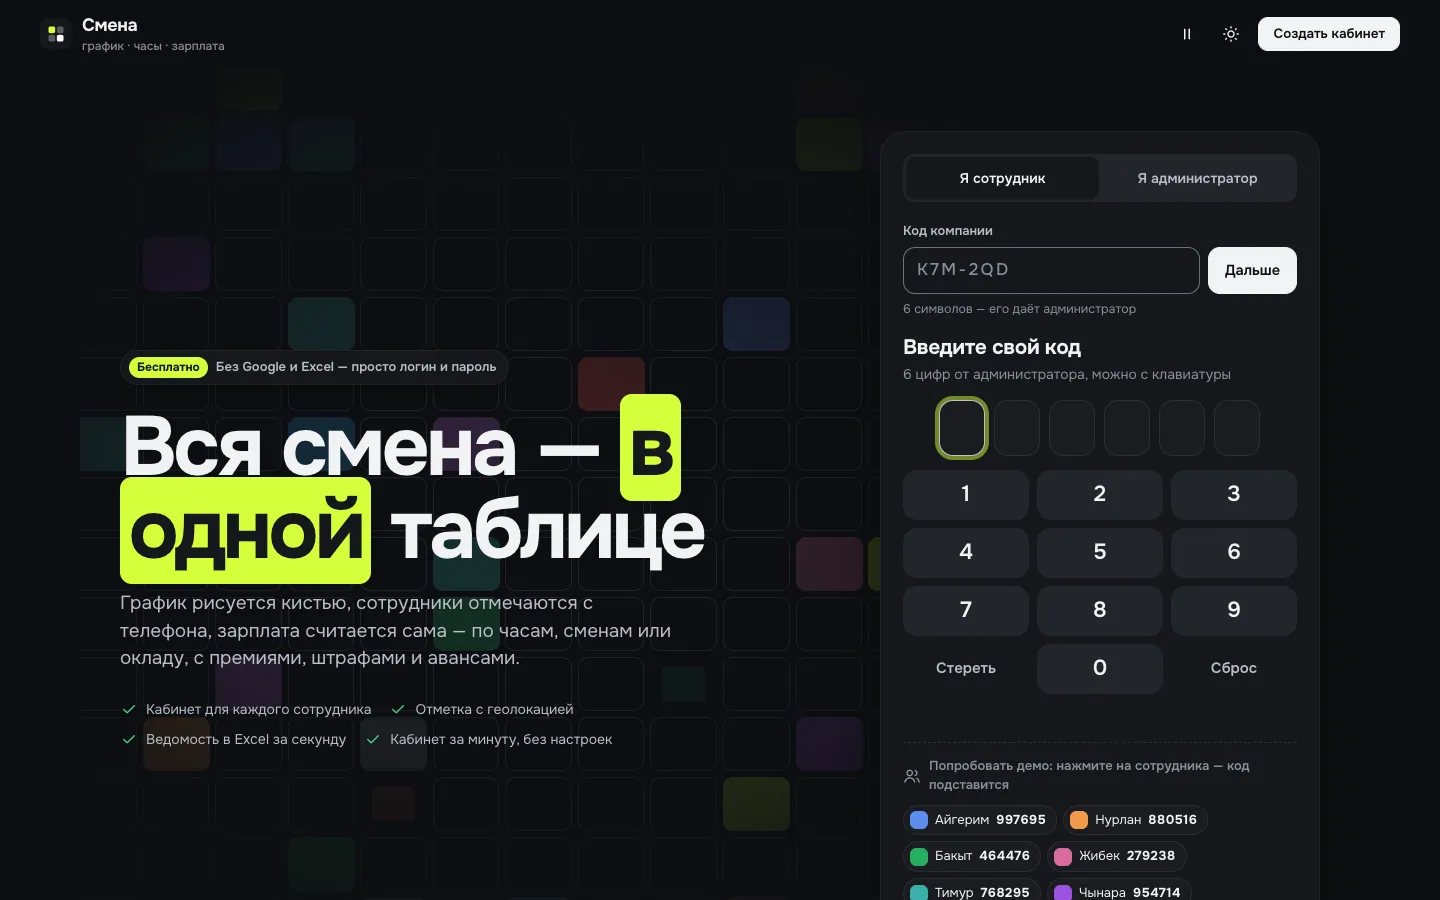 Смена
график · часы · зарплата
Создать кабинет
Бесплатно Без Google и Excel — просто логин и пароль
Вся смена — в
одной таблице
График рисуется кистью, сотрудники отмечаются с
телефона, зарплата считается сама — по часам, сменам или
окладу, с премиями, штрафами и авансами.
Кабинет для каждого сотрудника Отметка с геолокацией
Ведомость в Excel за секунду Кабинет за минуту, без настроек
Я сотрудник Я администратор
Код компании
K7M-2QD Дальше
6 символов — его даёт администратор
Введите свой код
6 цифр от администратора, можно с клавиатуры
1 2 3
4 5 6
7 8 9
Стереть 0 Сброс
Попробовать демо: нажмите на сотрудника — код
подставится
Айгерим 997695 Нурлан 880516
Бакыт 464476 Жибек 279238
Тимур 768295 Чынара 954714